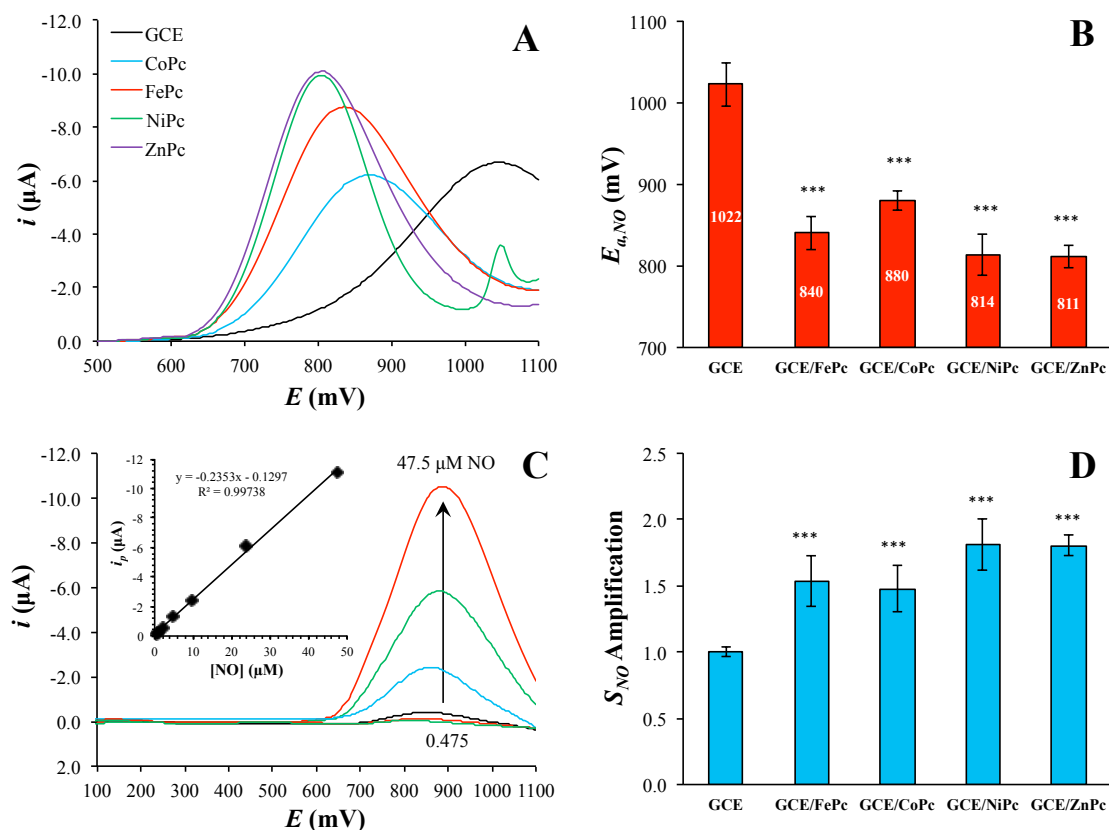 A
-12.0
-10.0
-8.0
-6.0
-4.0
-2.0
0.0
i (µA)
GCE
CoPc
FePc
NiPc
ZnPc
500 600 700 800 900 1000 1100
E (mV)
B
1100
1000
900
800
700
E a,NO (mV)
*** *** *** ***
1022 840 880 814 811
GCE GCE/FePc GCE/CoPc GCE/NiPc GCE/ZnPc
C
-12.0
-10.0
-8.0
-6.0
-4.0
-2.0
0.0
2.0
i (µA)
47.5 µM NO
0.475
y = -0.2353x - 0.1297
R² = 0.99738
-12
-10
-8
-6
-4
-2
0
i p (µA)
0 10 20 30 40 50
[NO] (µM)
100 200 300 400 500 600 700 800 900 1000 1100
E (mV)
D
2.5
2.0
1.5
1.0
0.5
0.0
S NO Amplification
*** *** *** ***
GCE GCE/FePc GCE/CoPc GCE/NiPc GCE/ZnPc